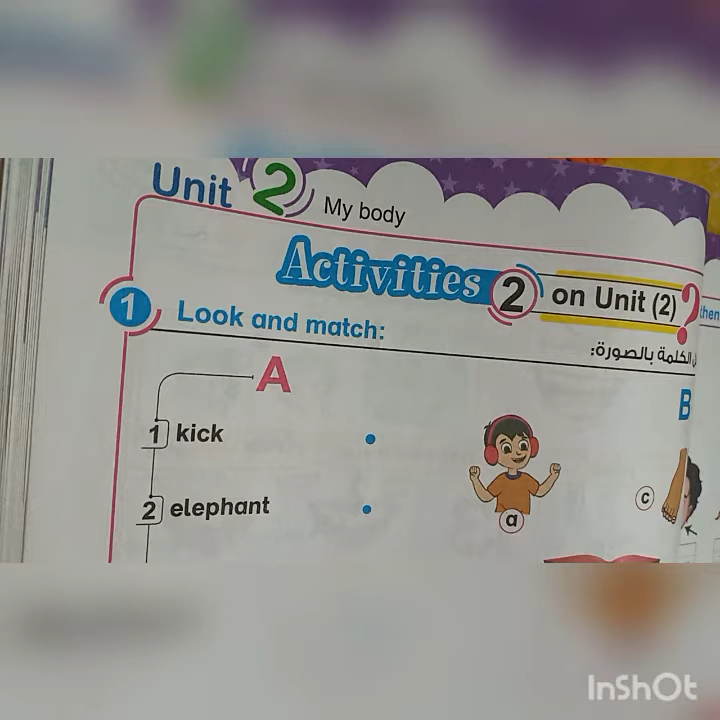 Unit 2 My body
Activities 2 on Unit (2)
1 Look and match:
الكلمة بالصورة:
A
B
1 kick
2 elephant
a
c
InShOt